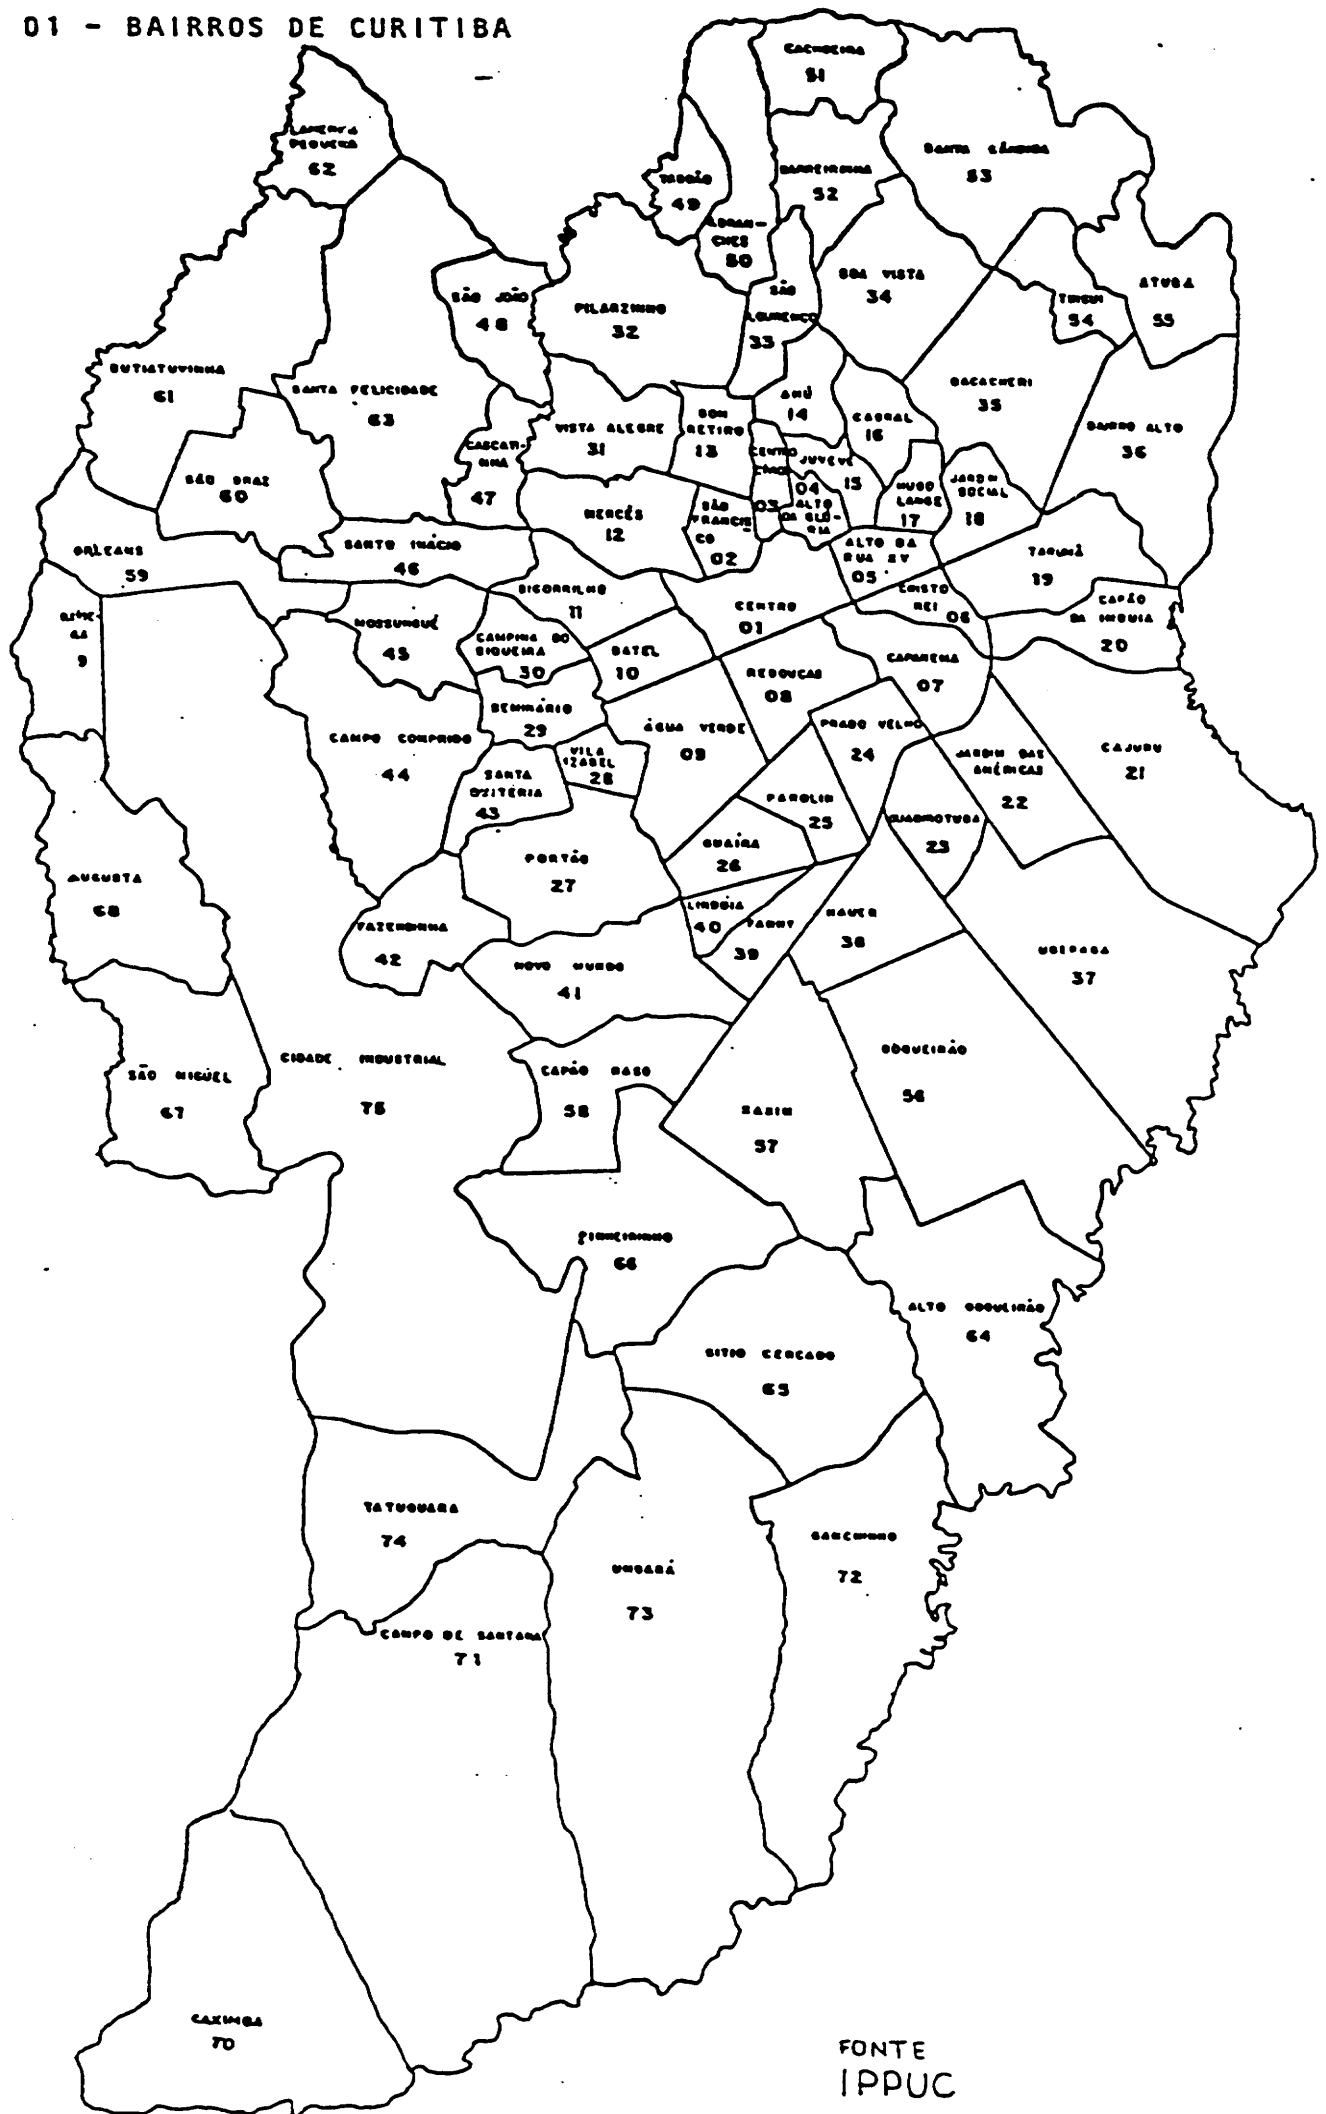 01 - BAIRROS DE CURITIBA
CACHOEIRA
51
LAMENHA
PEQUENA
62
SANTA CÂNDIDA
53
BARREIRINHA
52
TABOÃO
49
ABRAN-
CHES
50
BOA VISTA
34
ATUBA
55
TINGUI
54
SÃO JOÃO
48
PILARZINHO
32
SÃO
LOURENÇO
33
BUTIATUVINHA
61
SANTA FELICIDADE
63
BACACHERI
35
AHÚ
14
CABRAL
16
BOM
RETIRO
13
VISTA ALEGRE
31
BAIRRO ALTO
36
CASCATI-
NHA
47
CENTRO
CÍVICO
03
JUVEVÊ
15
SÃO BRAZ
60
HUGO
LANGE
17
JARDIM
SOCIAL
18
04
ALTO
DA GLÓ-
RIA
MERCÊS
12
SÃO
FRANCIS-
CO
02
ALTO DA
RUA XV
05
ORLEANS
59
SANTO INÁCIO
46
TARUMÃ
19
BIGORRILHO
11
CENTRO
01
CRISTO
REI
06
CAPÃO
DA IMBUIA
20
9
MOSSUNGUÊ
45
CAMPINA DO
SIQUEIRA
30
BATEL
10
REBOUÇAS
08
CAPANEMA
07
SEMINÁRIO
29
ÁGUA VERDE
09
PRADO VELHO
24
CAMPO COMPRIDO
44
VILA
IZABEL
28
JARDIM DAS
AMÉRICAS
22
CAJURU
21
SANTA
QUITÉRIA
43
PAROLIN
25
GUABIROTUBA
23
GUAÍRA
26
PORTÃO
27
AUGUSTA
68
LINDÓIA
40
FANNY
39
HAUER
38
FAZENDINHA
42
NOVO MUNDO
41
UBERABA
37
CIDADE INDUSTRIAL
75
SÃO MIGUEL
67
CAPÃO RASO
58
BOQUEIRÃO
56
XAXIM
57
PINHEIRINHO
66
ALTO BOQUEIRÃO
64
SITIO CERCADO
65
TATUQUARA
74
GANCHINHO
72
UMBARÁ
73
CAMPO DE SANTANA
71
CAXIMBA
70
FONTE
IPPUC